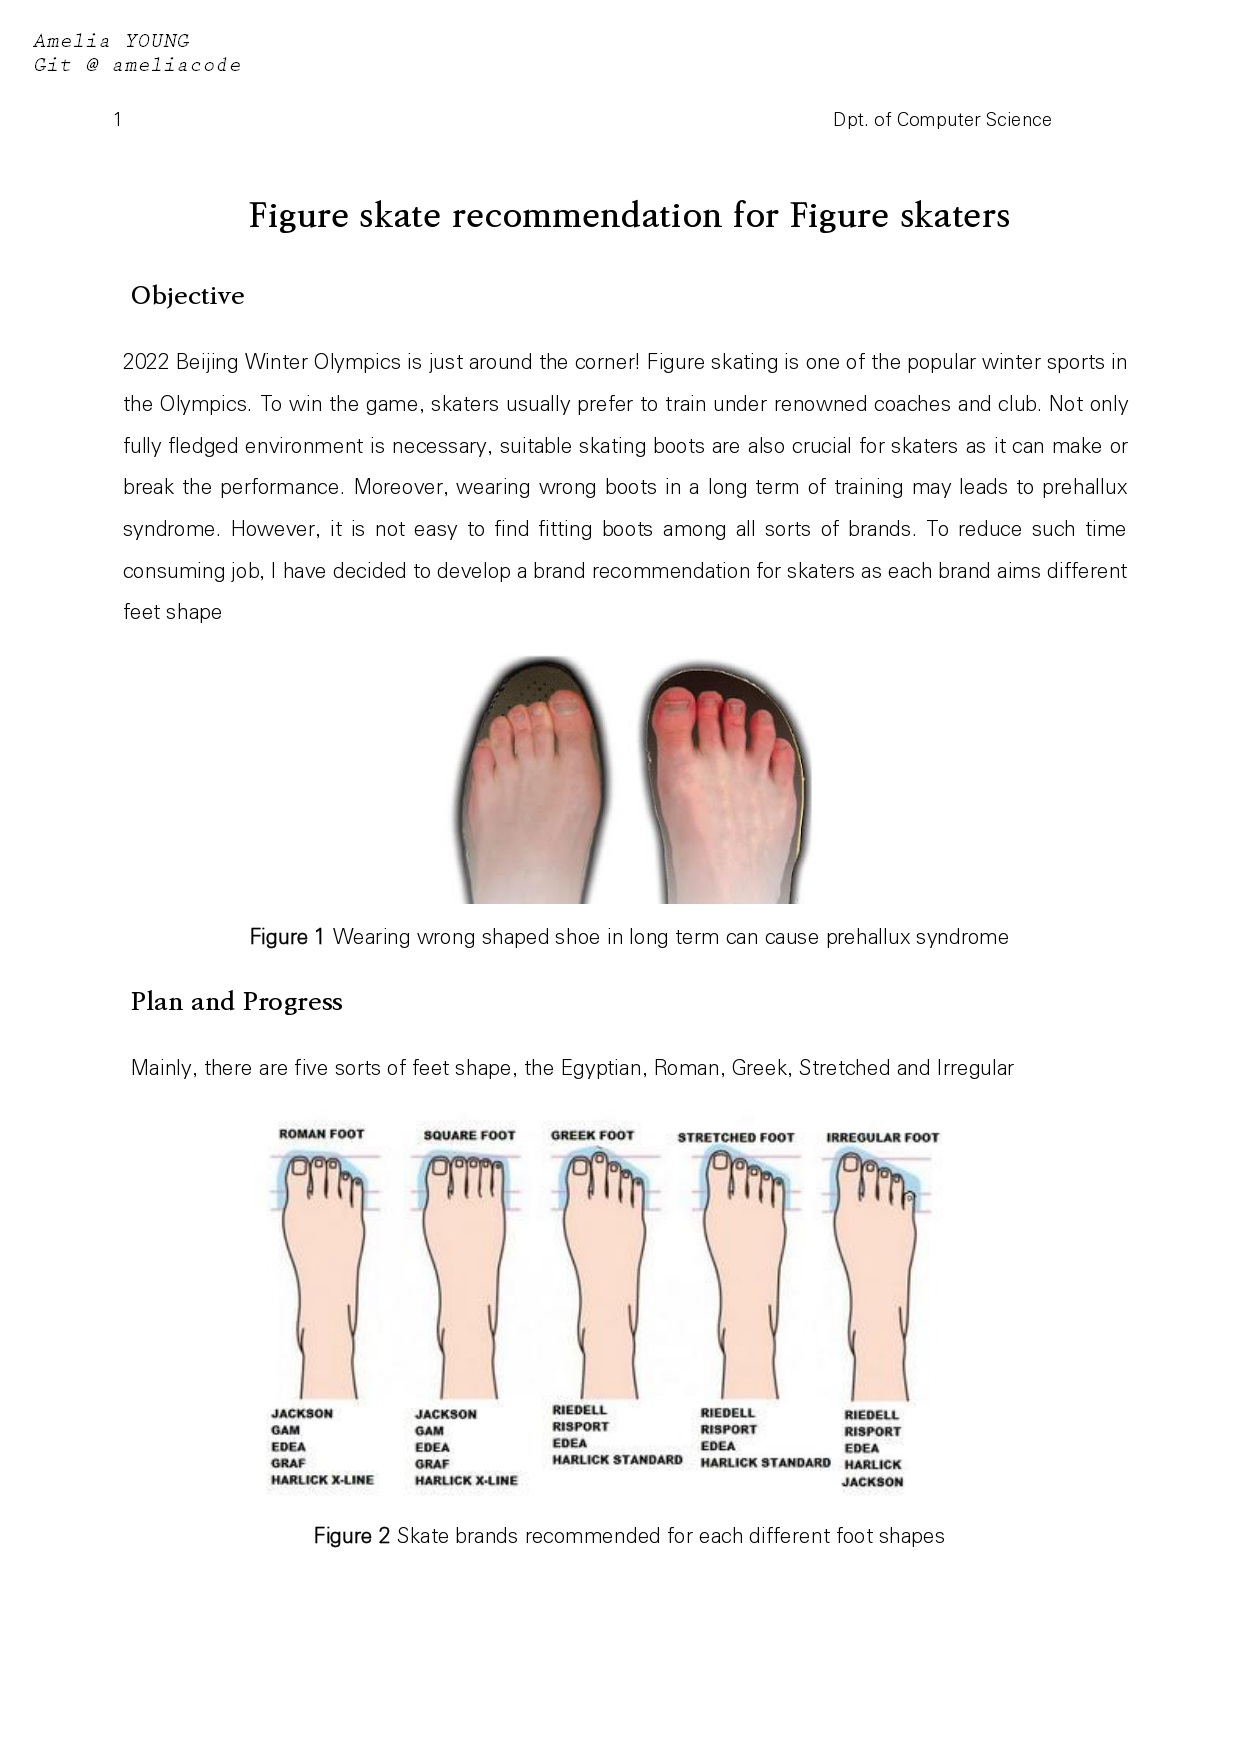 Amelia YOUNG
Git @ ameliacode
1 Dpt. of Computer Science
Figure skate recommendation for Figure skaters
Objective
2022 Beijing Winter Olympics is just around the corner! Figure skating is one of the popular winter sports in
the Olympics. To win the game, skaters usually prefer to train under renowned coaches and club. Not only
fully fledged environment is necessary, suitable skating boots are also crucial for skaters as it can make or
break the performance. Moreover, wearing wrong boots in a long term of training may leads to prehallux
syndrome. However, it is not easy to find fitting boots among all sorts of brands. To reduce such time
consuming job, I have decided to develop a brand recommendation for skaters as each brand aims different
feet shape
Figure 1 Wearing wrong shaped shoe in long term can cause prehallux syndrome
Plan and Progress
Mainly, there are five sorts of feet shape, the Egyptian, Roman, Greek, Stretched and Irregular
ROMAN FOOT
JACKSON
GAM
EDEA
GRAF
HARLICK X-LINE
SQUARE FOOT
JACKSON
GAM
EDEA
GRAF
HARLICK X-LINE
GREEK FOOT
RIEDELL
RISPORT
EDEA
HARLICK STANDARD
STRETCHED FOOT
RIEDELL
RISPORT
EDEA
HARLICK STANDARD
IRREGULAR FOOT
RIEDELL
RISPORT
EDEA
HARLICK
JACKSON
Figure 2 Skate brands recommended for each different foot shapes